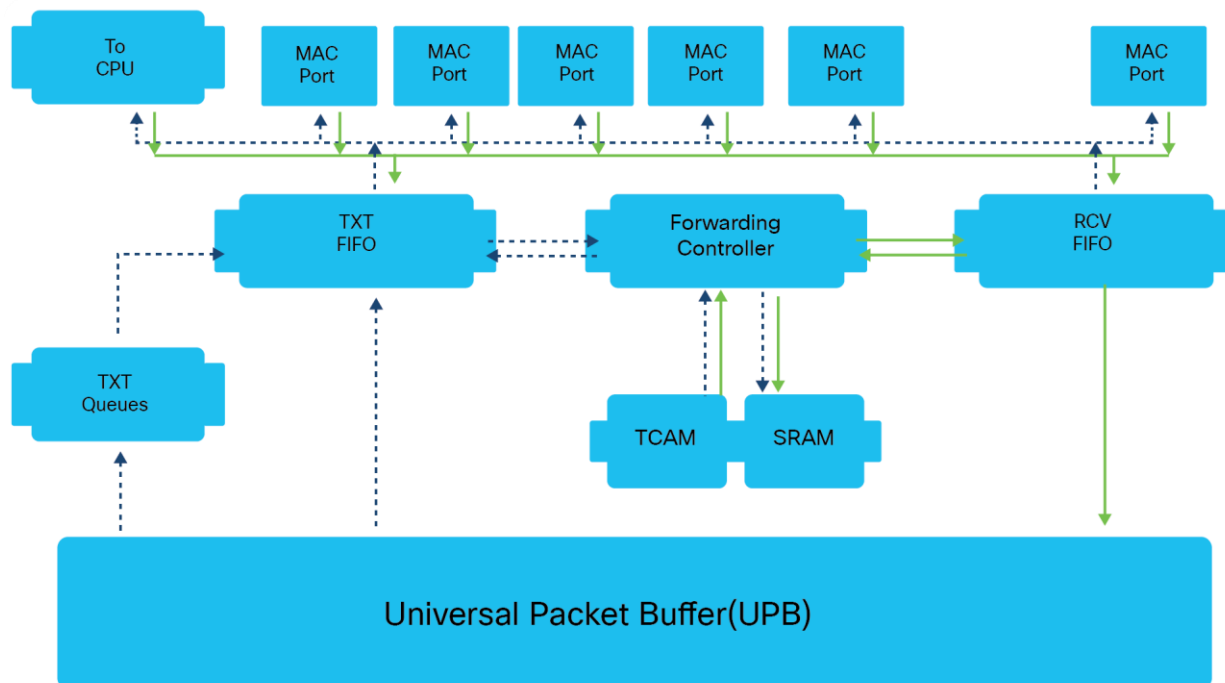 To
CPU
MAC
Port
MAC
Port
MAC
Port
MAC
Port
MAC
Port
MAC
Port
TXT
FIFO
Forwarding
Controller
RCV
FIFO
TXT
Queues
TCAM
SRAM
Universal Packet Buffer(UPB)